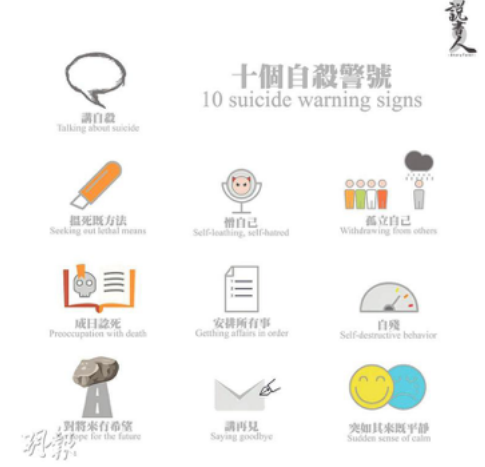 說書人
十個自殺警號
10 suicide warning signs
講自殺
Talking about suicide
搵死既方法
Seeking out lethal means
憎自己
Self-loathing, self-hatred
孤立自己
Withdrawing from others
成日諗死
Preoccupation with death
安排所有事
Getthing affairs in order
自殘
Self-destructive behavior
對將來冇希望
hope for the future
講再見
Saying goodbye
突如其來既平靜
Sudden sense of calm
明報